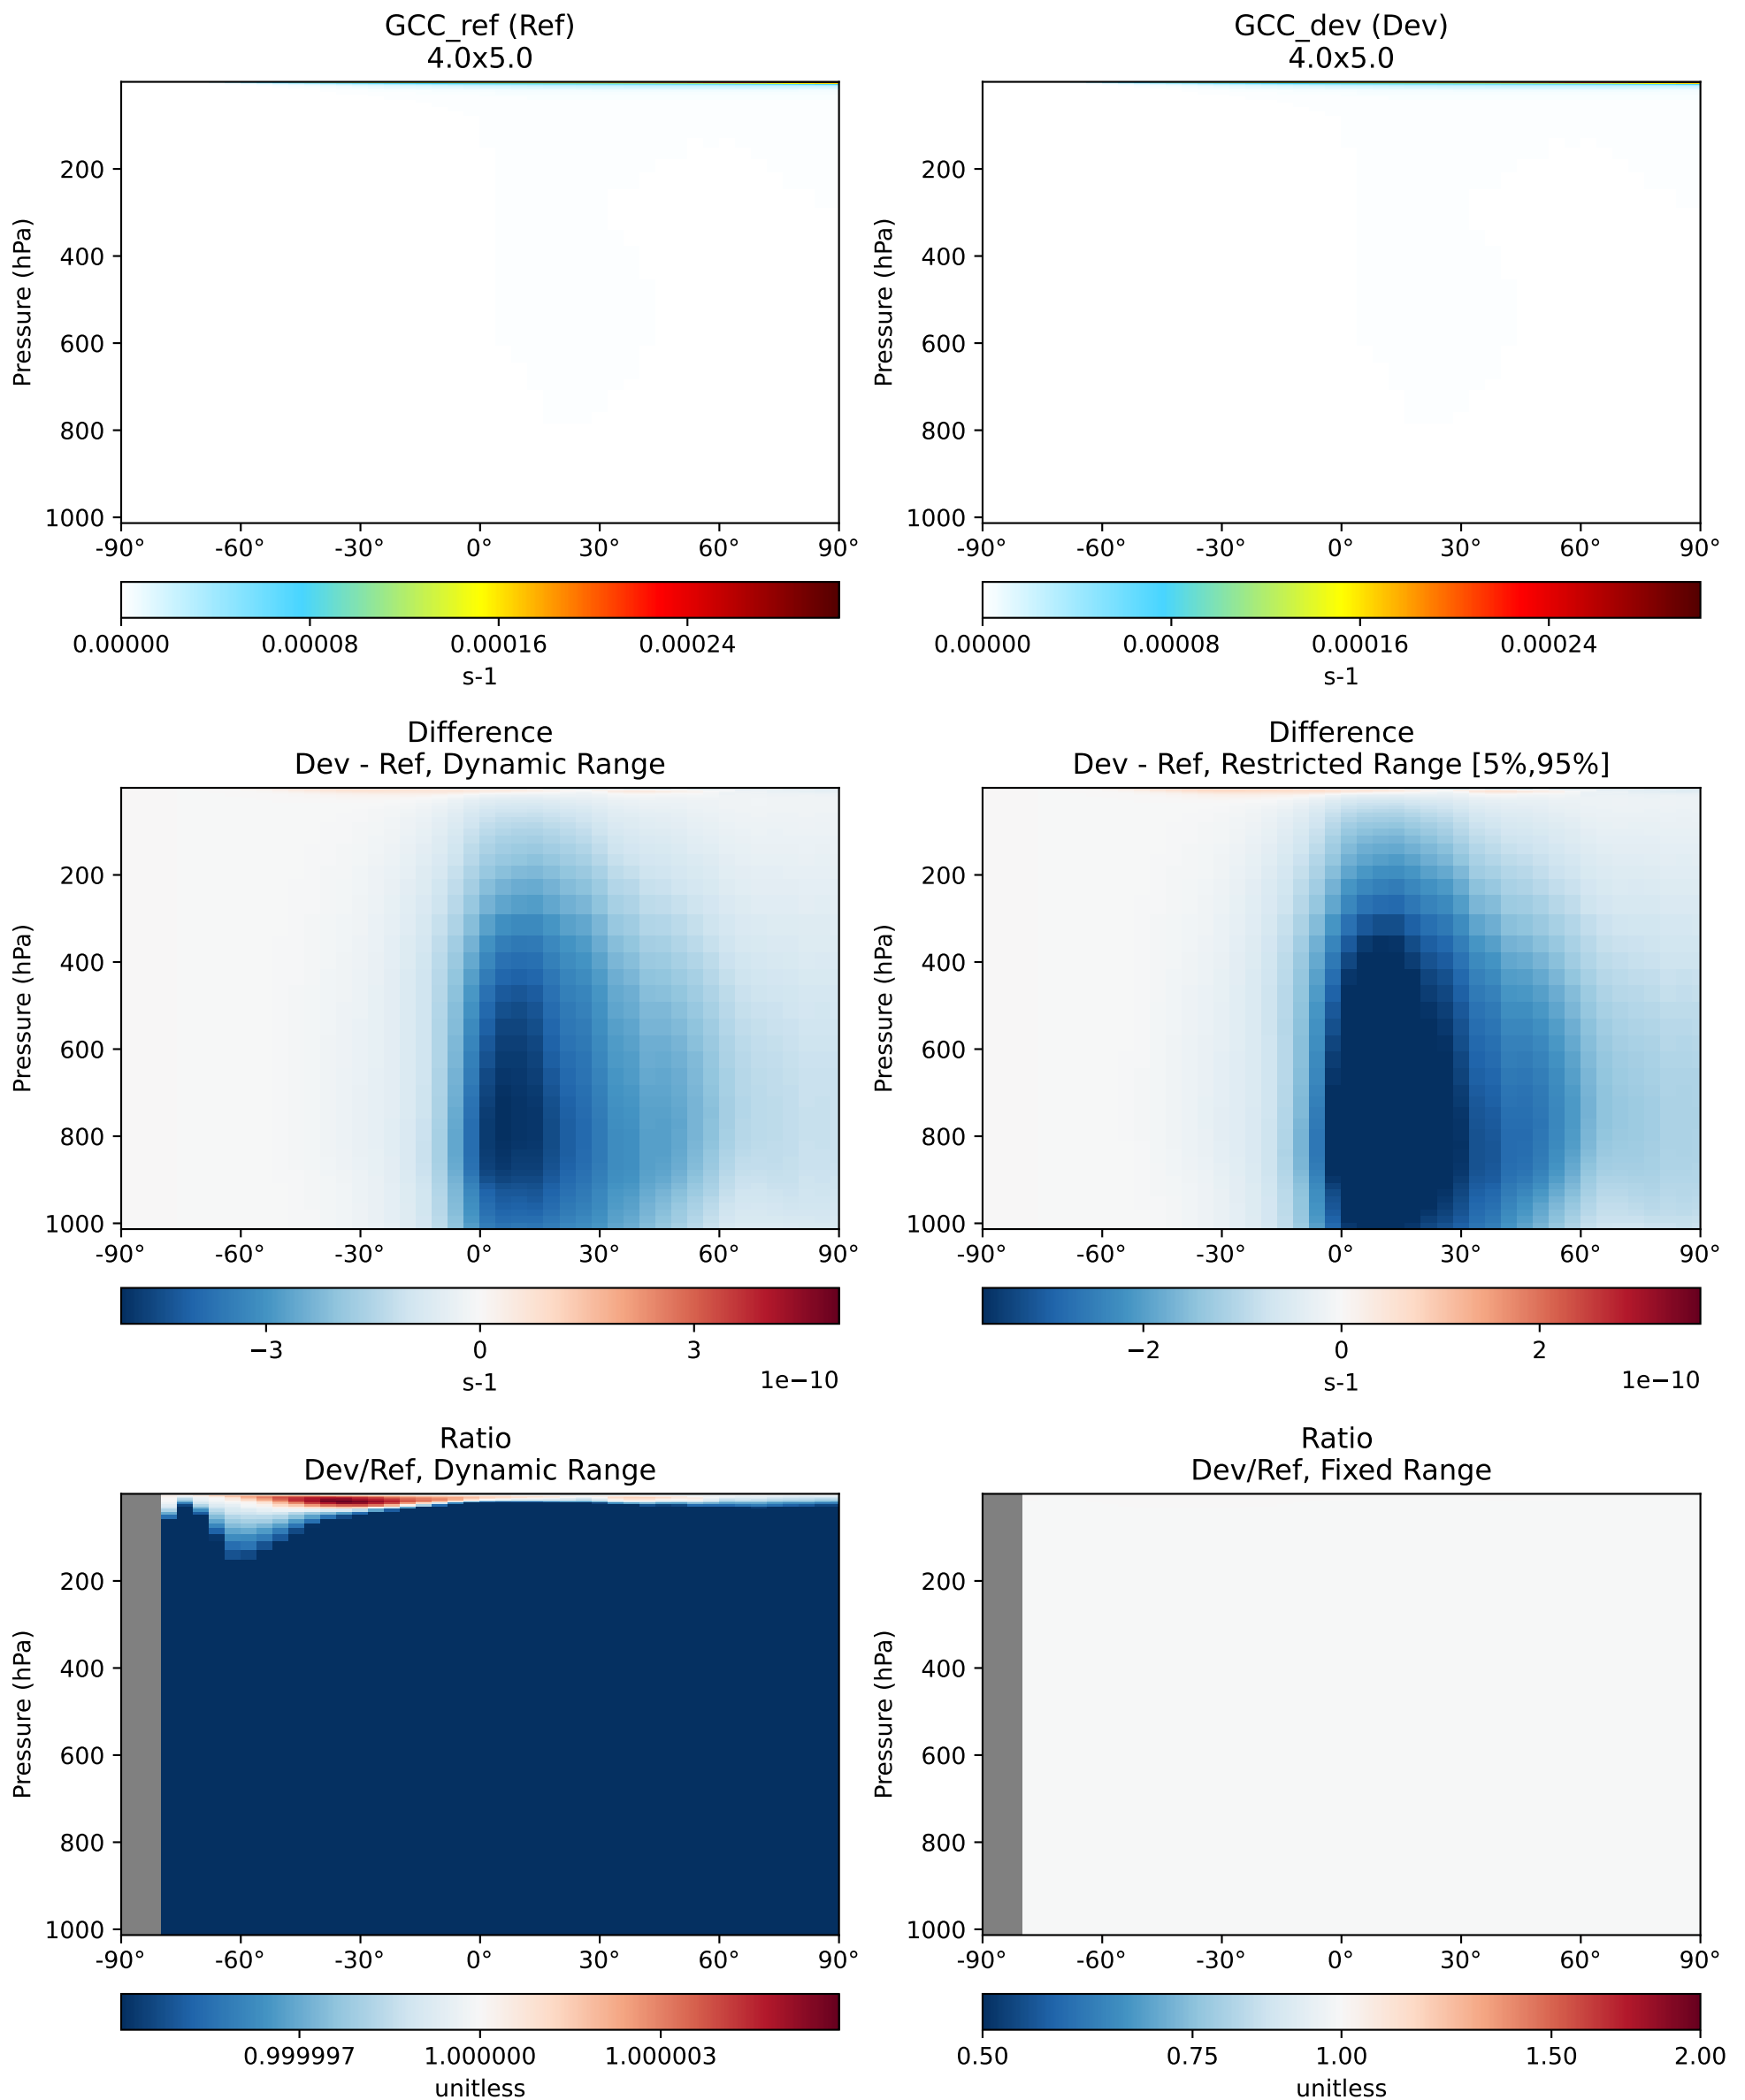 GCC_ref (Ref)
4.0x5.0
GCC_dev (Dev)
4.0x5.0
Pressure (hPa)
200
400
600
800
1000
-90° -60° -30° 0° 30° 60° 90°
0.00000 0.00008 0.00016 0.00024
s-1
Pressure (hPa)
200
400
600
800
1000
-90° -60° -30° 0° 30° 60° 90°
0.00000 0.00008 0.00016 0.00024
s-1
Difference
Dev - Ref, Dynamic Range
Pressure (hPa)
200
400
600
800
1000
-90° -60° -30° 0° 30° 60° 90°
−3 0 3
s-1
1e−10
Difference
Dev - Ref, Restricted Range [5%,95%]
Pressure (hPa)
200
400
600
800
1000
-90° -60° -30° 0° 30° 60° 90°
−2 0 2
s-1
1e−10
Ratio
Dev/Ref, Dynamic Range
Pressure (hPa)
200
400
600
800
1000
-90° -60° -30° 0° 30° 60° 90°
0.999997 1.000000 1.000003
unitless
Ratio
Dev/Ref, Fixed Range
Pressure (hPa)
200
400
600
800
1000
-90° -60° -30° 0° 30° 60° 90°
0.50 0.75 1.00 1.50 2.00
unitless